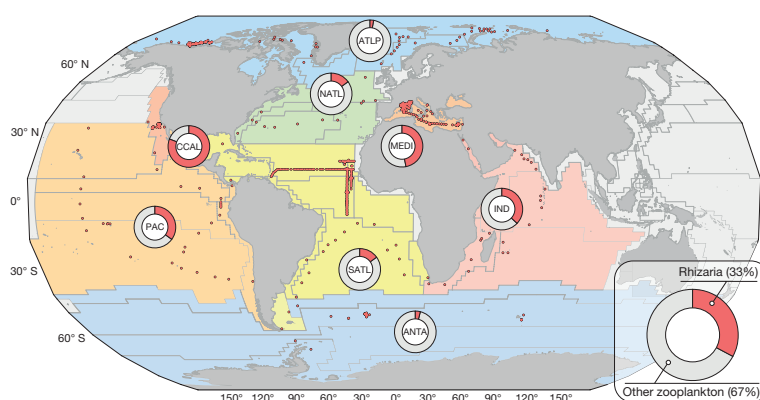 ATLP
60° N
NATL
30° N
CCAL
MEDI
0°
IND
PAC
30° S
SATL
Rhizaria (33%)
ANTA
60° S
Other zooplankton (67%)
150° 120° 90° 60° 30° 0° 30° 60° 90° 120° 150°